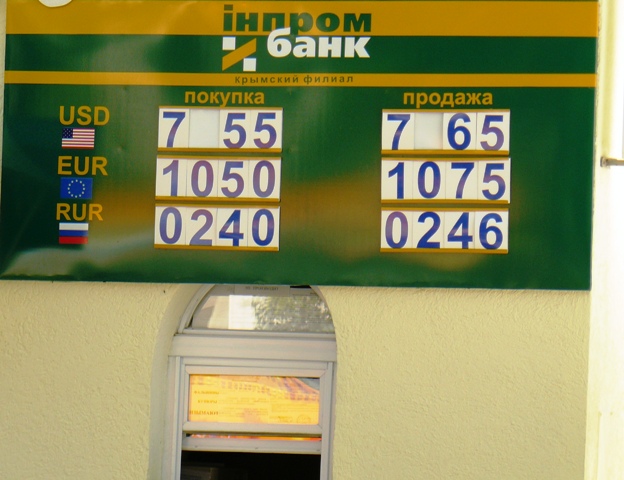 інпром
банк
Крымский филиал
покупка продажа
USD 7 55 7 65
EUR 1050 1075
RUR 0240 0246